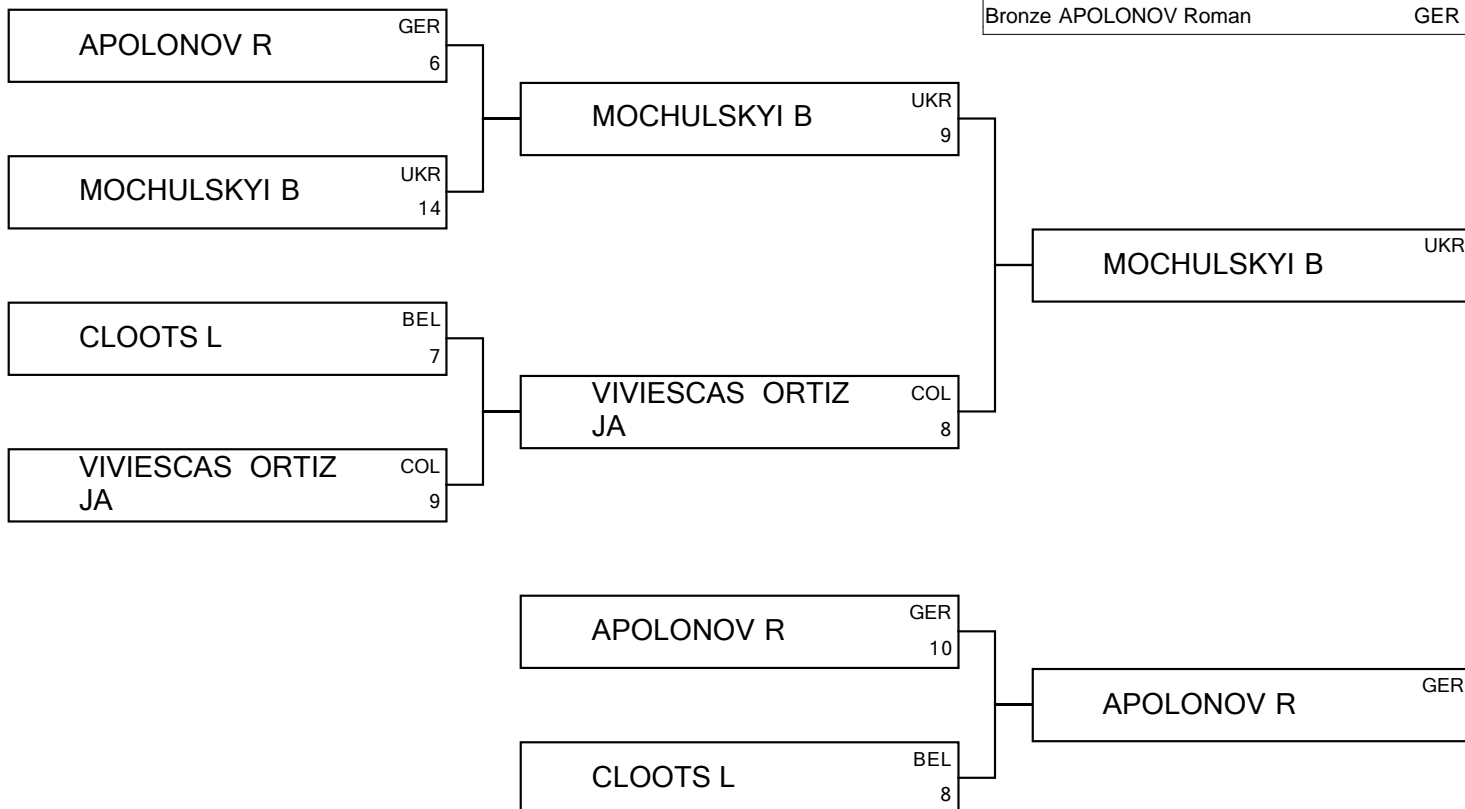 Bronze APOLONOV Roman GER
APOLONOV R GER
6
MOCHULSKYI B UKR
9
MOCHULSKYI B UKR
14
MOCHULSKYI B UKR
CLOOTS L BEL
7
VIVIESCAS ORTIZ COL
JA 8
VIVIESCAS ORTIZ COL
JA 9
APOLONOV R GER
10
APOLONOV R GER
CLOOTS L BEL
8